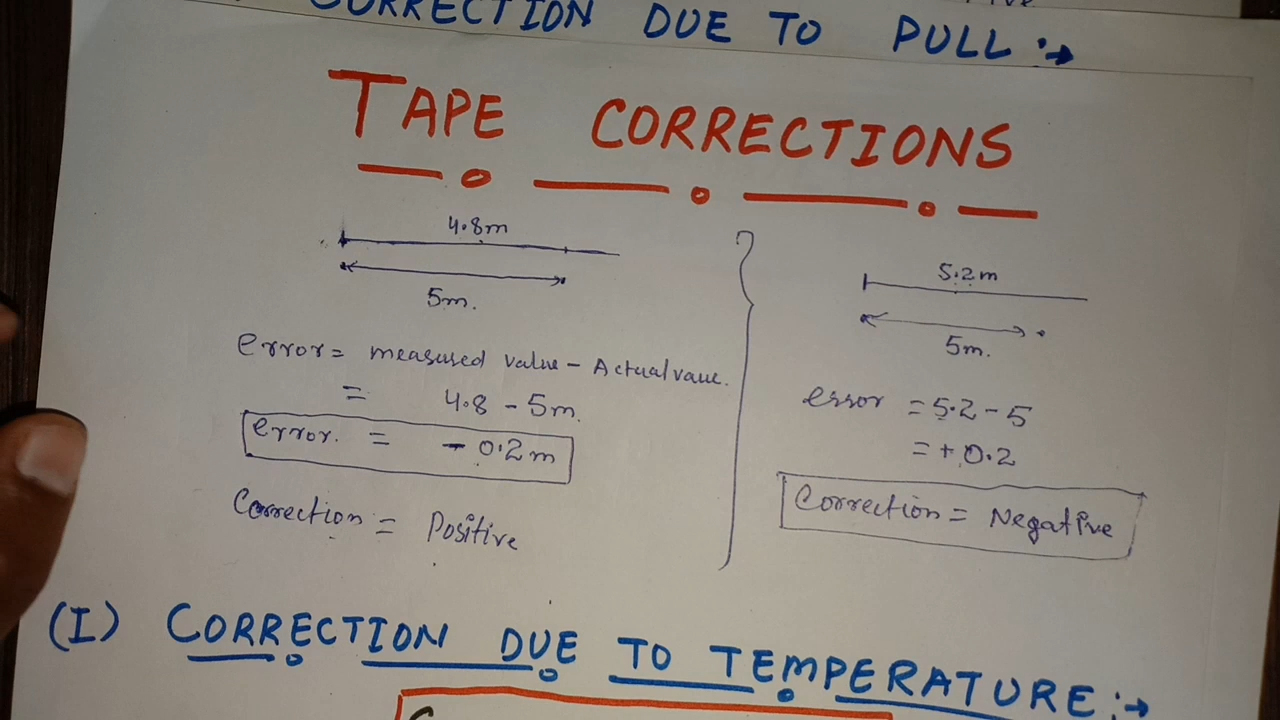 CORRECTION DUE TO PULL :→
TAPE CORRECTIONS
4.8m
5m.
error = measured value - Actual vaue.
= 4.8 - 5m.
error. = - 0.2m
Correction = Positive
5.2m
5m.
error = 5.2 - 5
= + 0.2
Correction = Negative
(I) CORRECTION DUE TO TEMPERATURE :→